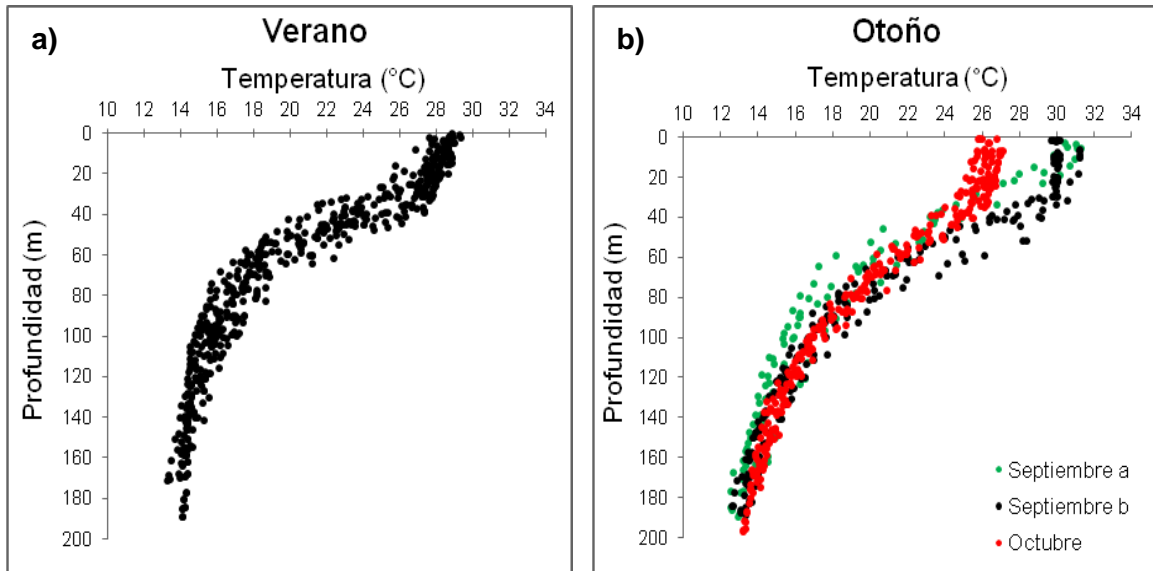 a)
Verano
Temperatura (°C)
10 12 14 16 18 20 22 24 26 28 30 32 34
0
20
40
60
80
100
120
140
160
180
200
Profundidad (m)
b)
Otoño
Temperatura (°C)
10 12 14 16 18 20 22 24 26 28 30 32 34
0
20
40
60
80
100
120
140
160
180
200
Profundidad (m)
Septiembre a
Septiembre b
Octubre